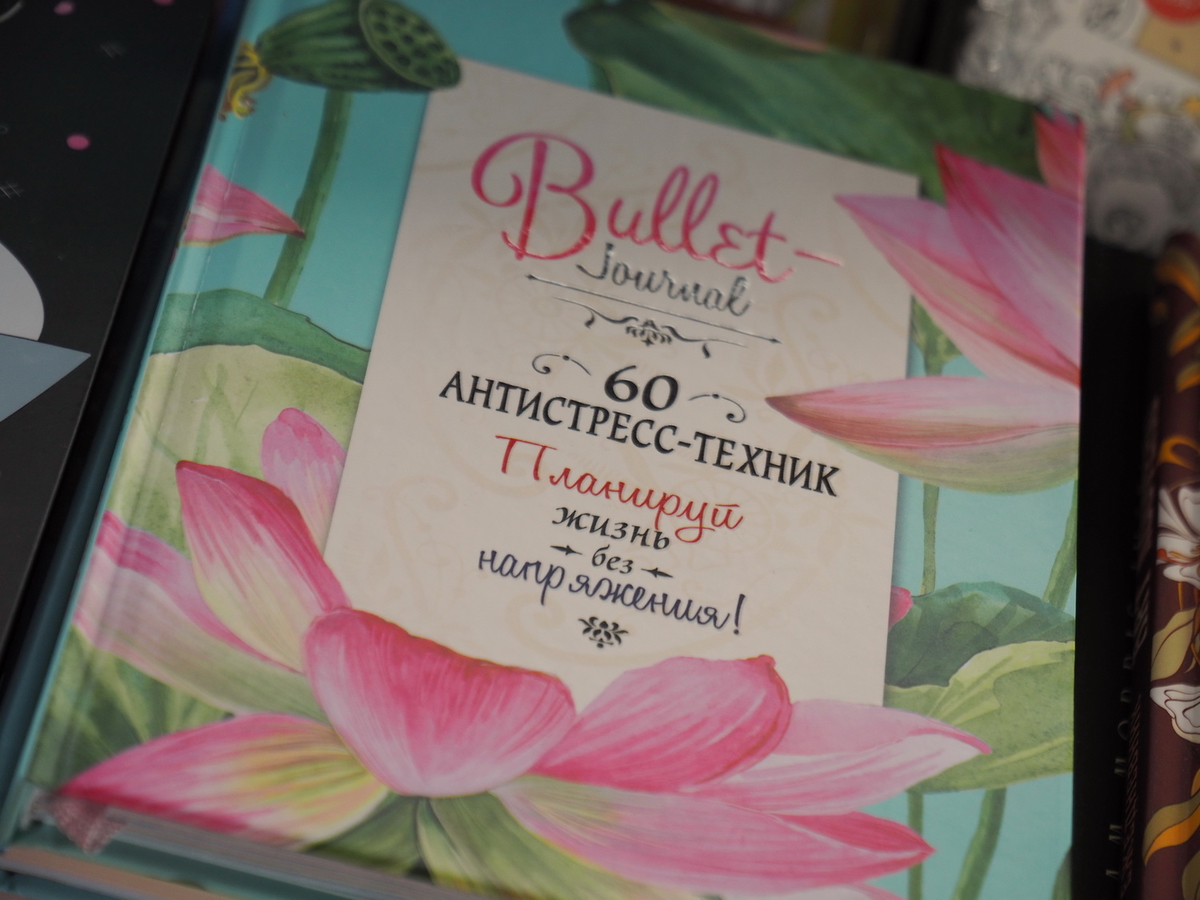 Bullet-
journal
60
АНТИСТРЕСС-ТЕХНИК
Планируй
жизнь
без
напряжения!